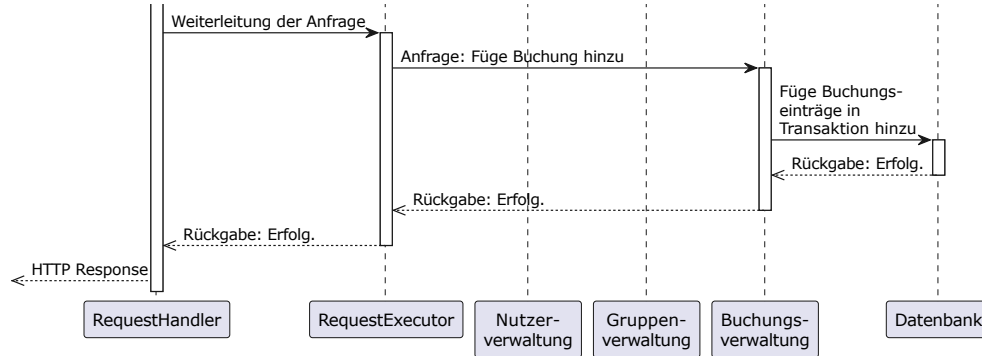 Weiterleitung der Anfrage
Anfrage: Füge Buchung hinzu
Füge Buchungs-
einträge in
Transaktion hinzu
Rückgabe: Erfolg.
Rückgabe: Erfolg.
Rückgabe: Erfolg.
HTTP Response
RequestHandler
RequestExecutor
Nutzer-
verwaltung
Gruppen-
verwaltung
Buchungs-
verwaltung
Datenbank